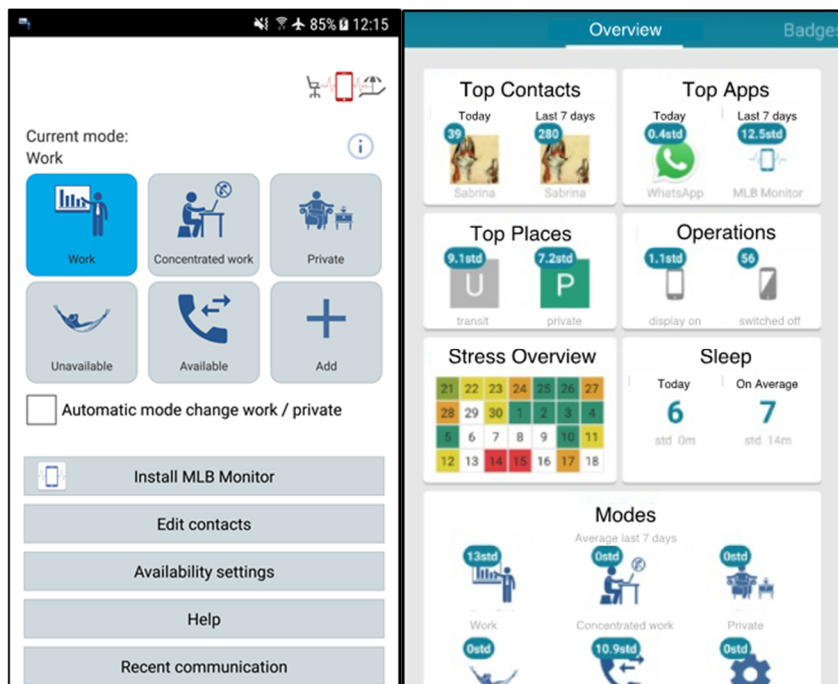 85% 12:15
Current mode:
Work
Work
Concentrated work
Private
Unavailable
Available
Add
Automatic mode change work / private
Install MLB Monitor
Edit contacts
Availability settings
Help
Recent communication
Overview
Badges
Top Contacts
Today
Last 7 days
39
280
Sabrina
Sabrina
Top Apps
Today
Last 7 days
0.4std
12.5std
WhatsApp
MLB Monitor
Top Places
9.1std
7.2std
U
P
transit
private
Operations
1.1std
56
display on
switched off
Stress Overview
21 22 23 24 25 26 27
28 29 30 1 2 3 4
5 6 7 8 9 10 11
12 13 14 15 16 17 18
Sleep
Today
On Average
6
7
std 0m
std 14m
Modes
Average last 7 days
13std
0std
0std
Work
Concentrated work
Private
0std
10.9std
0std